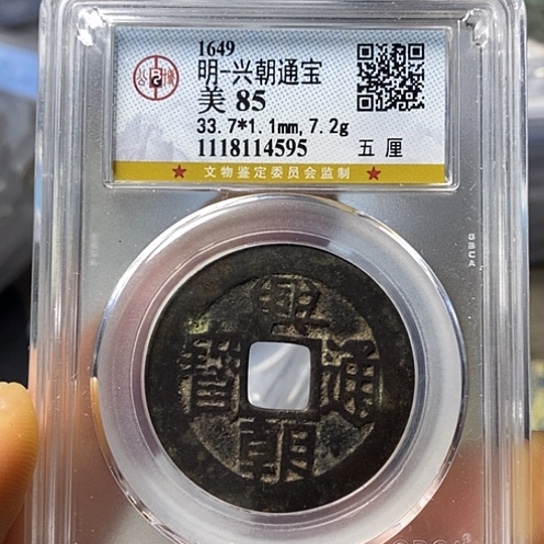 1649
明-兴朝通宝
美 85
33.7*1.1mm,7.2g
1118114595 五厘
★ 文物鉴定委员会监制 ★
GBCA
興朝通寶